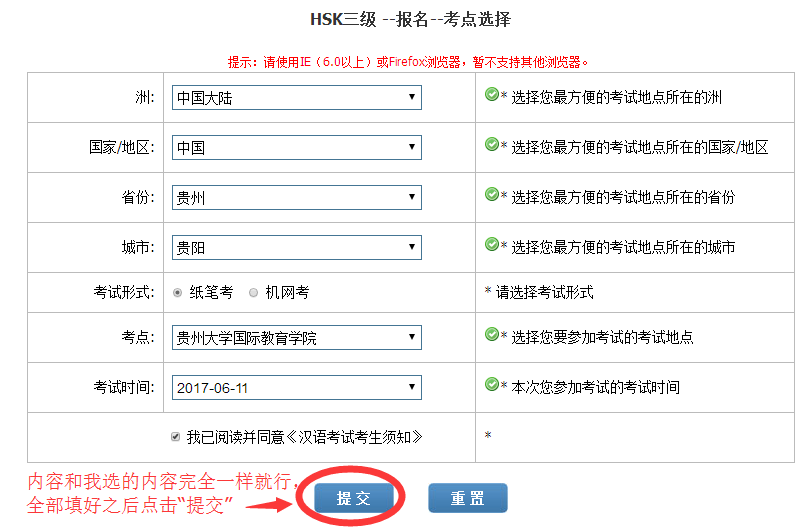 HSK三级 --报名--考点选择
提示：请使用IE（6.0以上）或Firefox浏览器，暂不支持其他浏览器。
洲: 中国大陆 * 选择您最方便的考试地点所在的洲
国家/地区: 中国 * 选择您最方便的考试地点所在的国家/地区
省份: 贵州 * 选择您最方便的考试地点所在的省份
城市: 贵阳 * 选择您最方便的考试地点所在的城市
考试形式: 纸笔考 机网考 * 请选择考试形式
考点: 贵州大学国际教育学院 * 选择您要参加考试的考试地点
考试时间: 2017-06-11 * 本次您参加考试的考试时间
我已阅读并同意《汉语考试考生须知》 *
内容和我选的内容完全一样就行，
全部填好之后点击“提交”
提交 重置